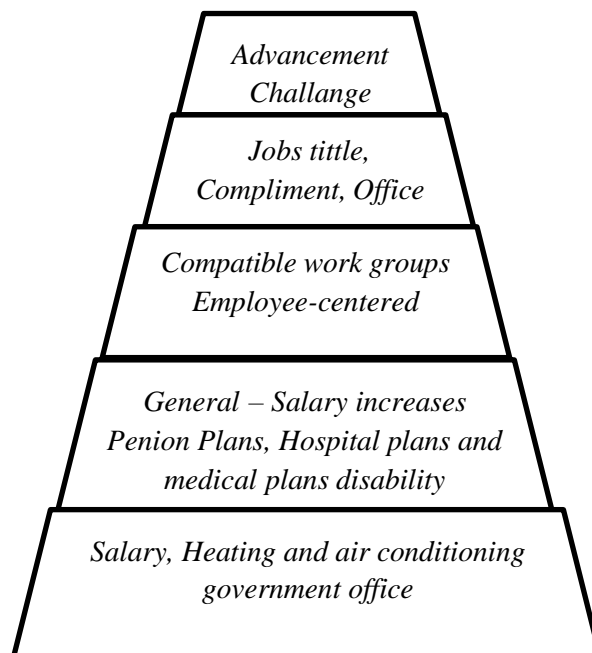 Advancement
Challange
Jobs tittle,
Compliment, Office
Compatible work groups
Employee-centered
General – Salary increases
Penion Plans, Hospital plans and
medical plans disability
Salary, Heating and air conditioning
government office